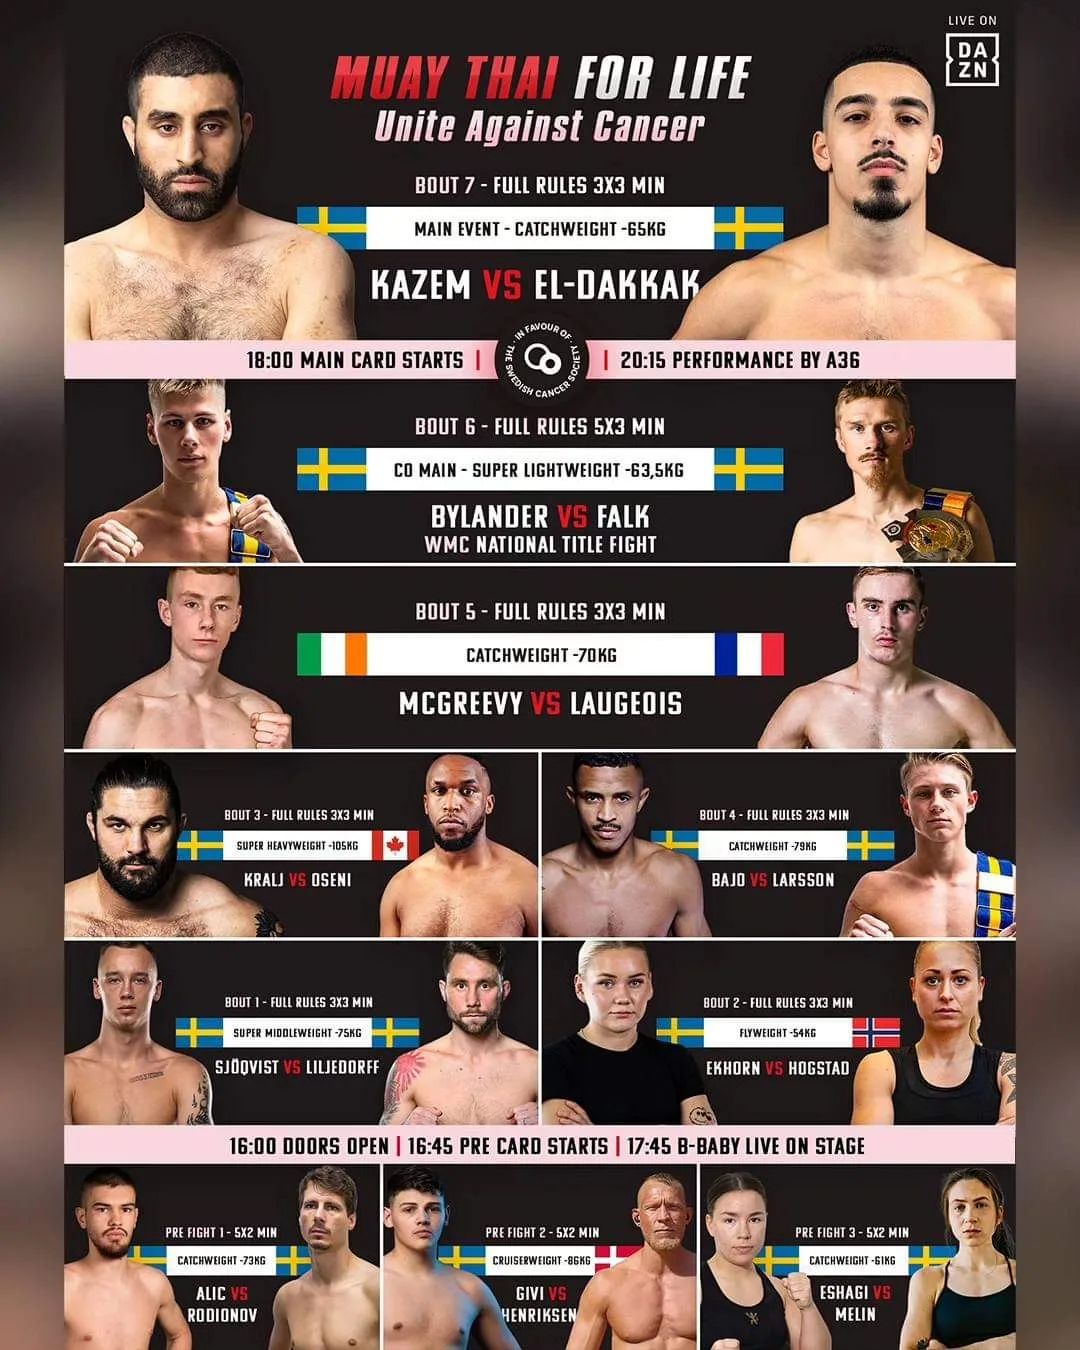 LIVE ON
DA
ZN
MUAY THAI FOR LIFE
Unite Against Cancer
BOUT 7 - FULL RULES 3X3 MIN
MAIN EVENT - CATCHWEIGHT -65KG
KAZEM VS EL-DAKKAK
18:00 MAIN CARD STARTS |
· IN FAVOUR OF · THE SWEDISH CANCER SOCIETY
| 20:15 PERFORMANCE BY A36
BOUT 6 - FULL RULES 5X3 MIN
CO MAIN - SUPER LIGHTWEIGHT -63,5KG
BYLANDER VS FALK
WMC NATIONAL TITLE FIGHT
BOUT 5 - FULL RULES 3X3 MIN
CATCHWEIGHT -70KG
MCGREEVY VS LAUGEOIS
BOUT 3 - FULL RULES 3X3 MIN
SUPER HEAVYWEIGHT -105KG
KRALJ VS OSENI
BOUT 4 - FULL RULES 3X3 MIN
CATCHWEIGHT -79KG
BAJO VS LARSSON
BOUT 1 - FULL RULES 3X3 MIN
SUPER MIDDLEWEIGHT -75KG
SJÖQVIST VS LILJEDORFF
BOUT 2 - FULL RULES 3X3 MIN
FLYWEIGHT -54KG
EKHORN VS HOGSTAD
16:00 DOORS OPEN | 16:45 PRE CARD STARTS | 17:45 B-BABY LIVE ON STAGE
PRE FIGHT 1 - 5X2 MIN
CATCHWEIGHT -73KG
ALIC VS
RODIONOV
PRE FIGHT 2 - 5X2 MIN
CRUISERWEIGHT -86KG
GIVI VS
HENRIKSEN
PRE FIGHT 3 - 5X2 MIN
CATCHWEIGHT -61KG
ESHAGI VS
MELIN